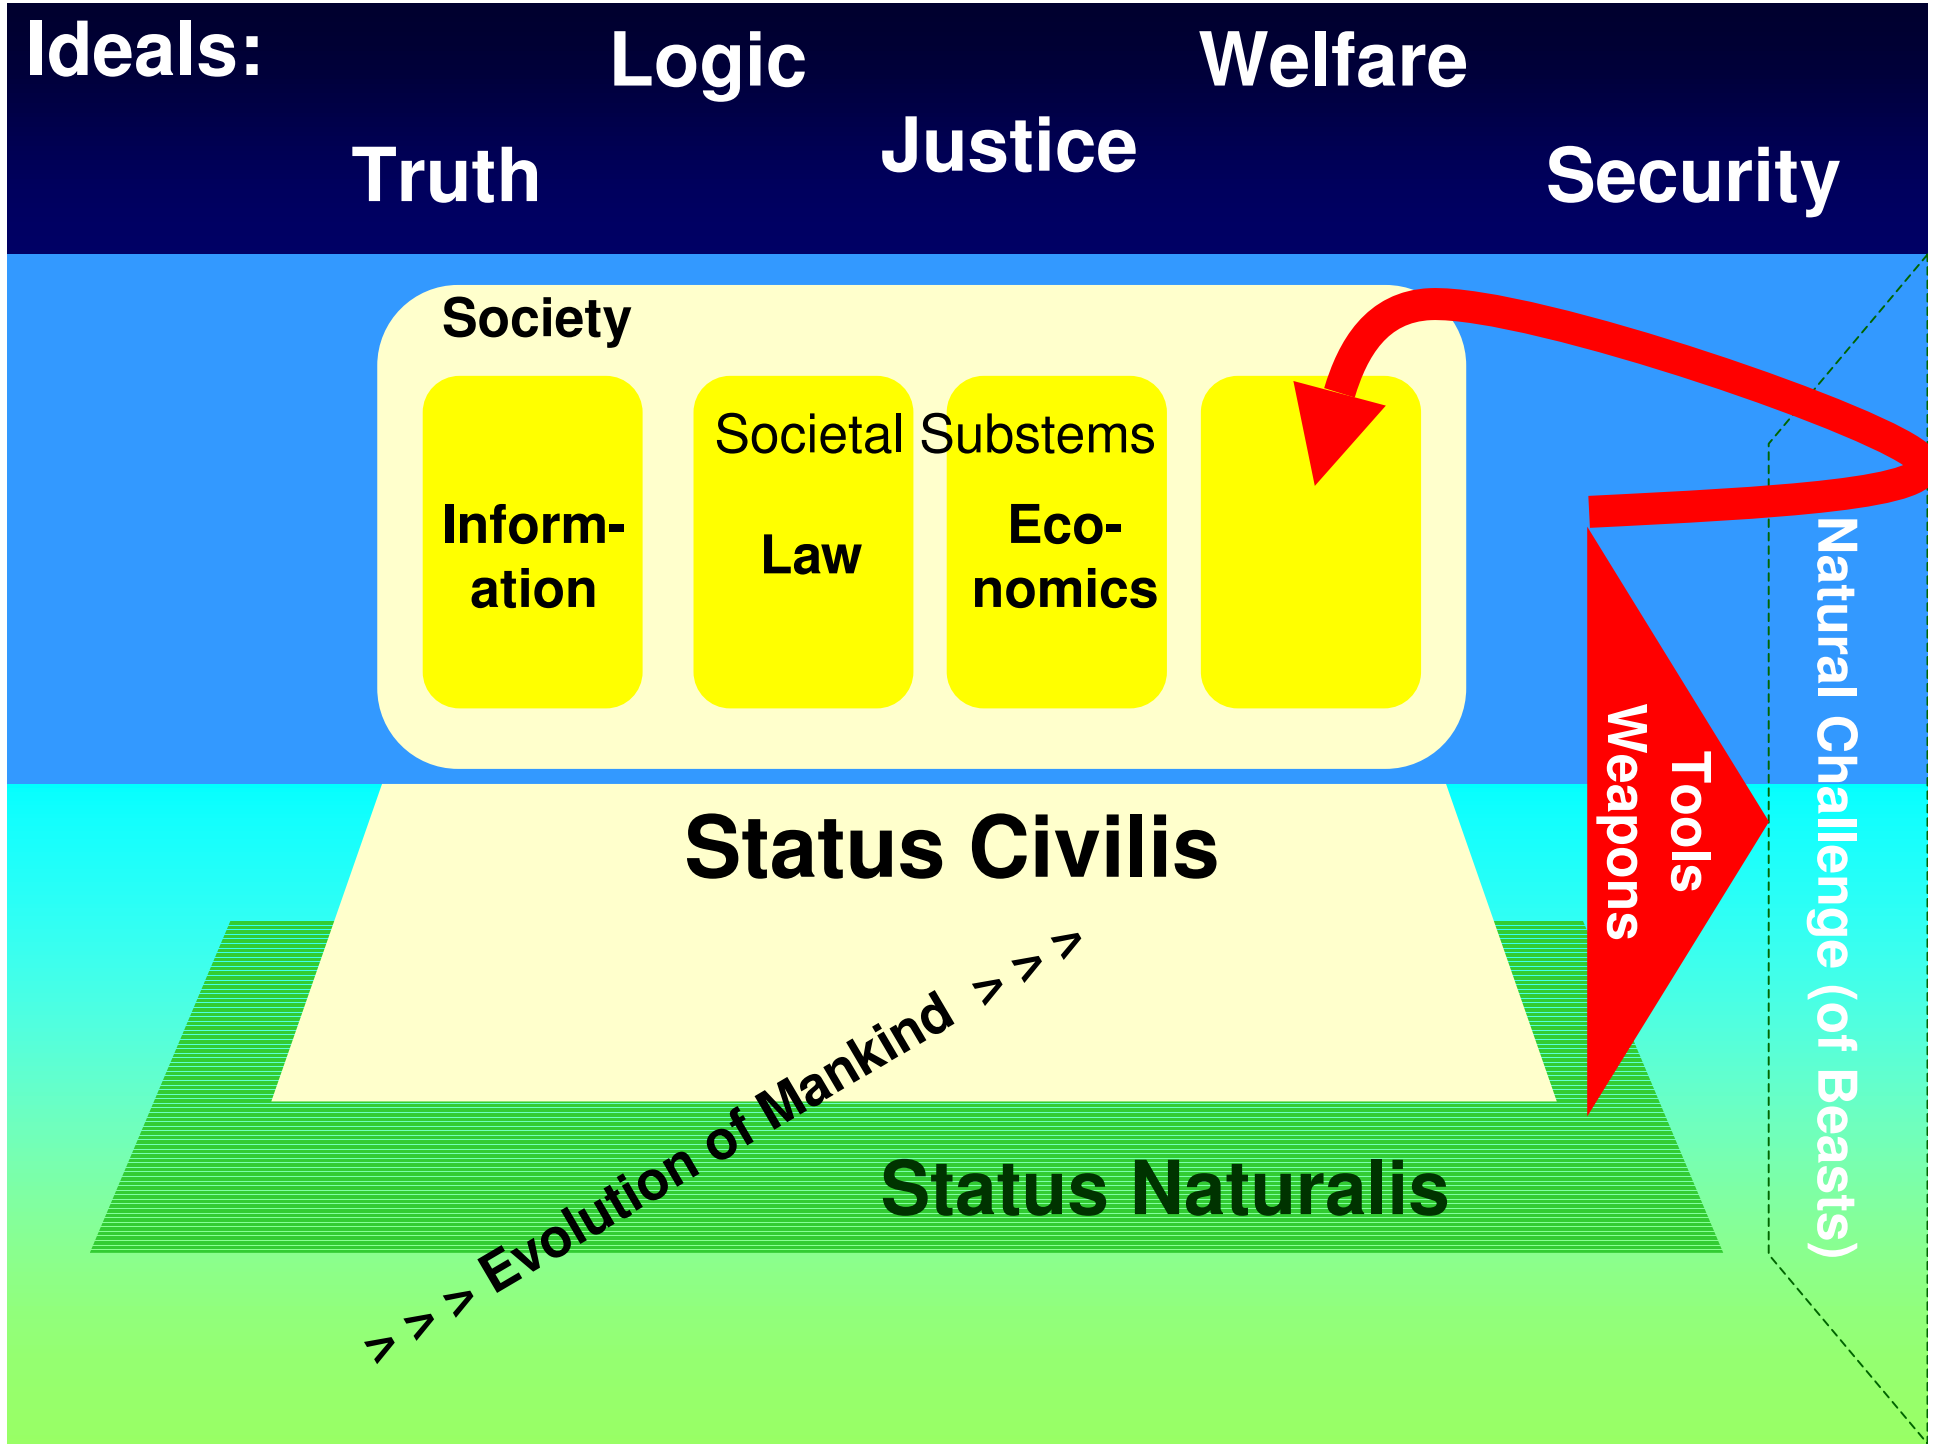 Ideals:
Logic
Welfare
Justice
Truth
Security
Society
Societal Substems
Inform-
ation
Law
Eco-
nomics
Tools
Weapons
Natural Challenge (of Beasts)
Status Civilis
> > > Evolution of Mankind > > >
Status Naturalis